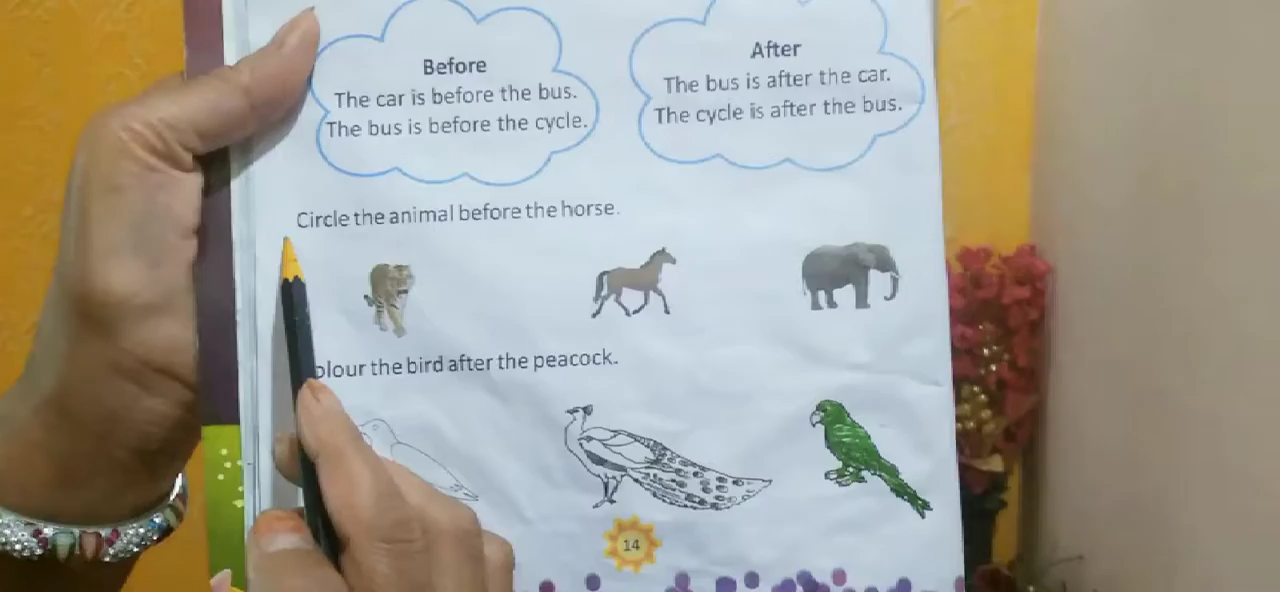 Before
The car is before the bus.
The bus is before the cycle.
After
The bus is after the car.
The cycle is after the bus.
Circle the animal before the horse.
olour the bird after the peacock.
14